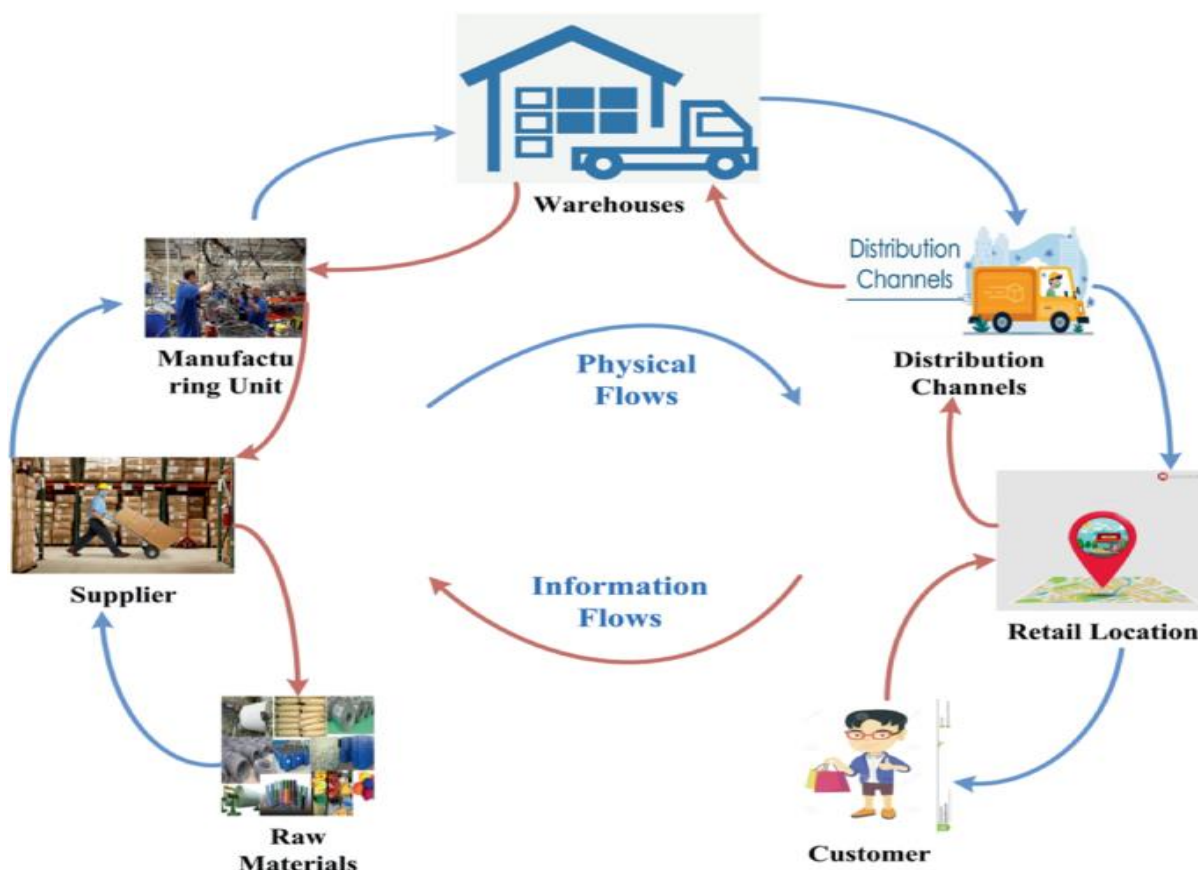 Warehouses
Distribution
Channels
Manufactu
ring Unit
Distribution
Channels
Physical
Flows
Supplier
Information
Flows
Retail Location
Raw
Materials
Customer